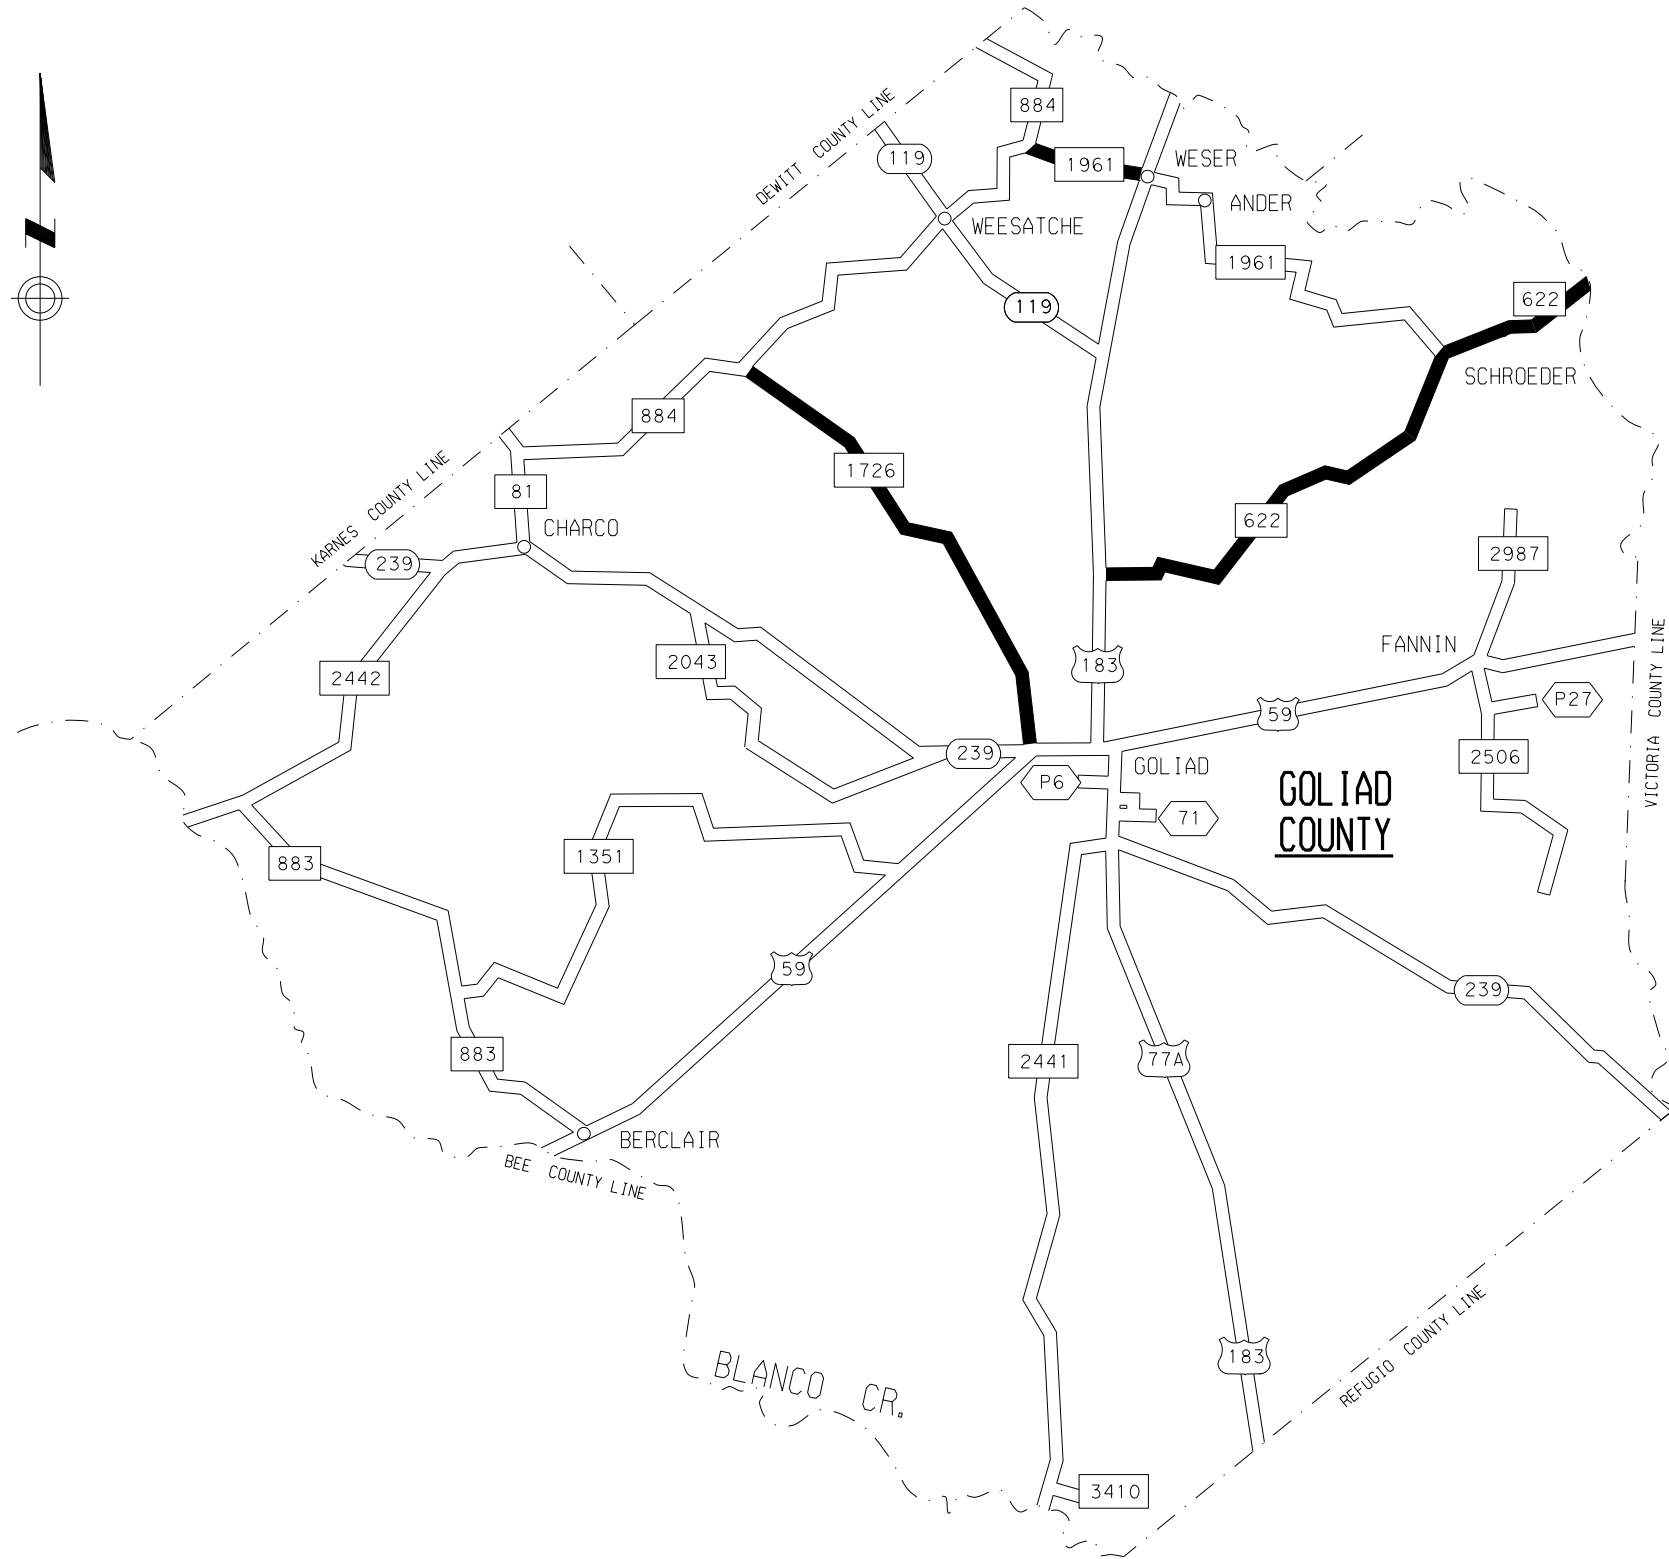 884
DEWITT COUNTY LINE
119
1961
WESER
ANDER
WEESATCHE
1961
119
622
SCHROEDER
884
1726
KARNES COUNTY LINE
81
CHARCO
622
239
2987
FANNIN
2043
183
2442
VICTORIA COUNTY LINE
P27
59
239
2506
GOLIAD
P6
GOLIAD
COUNTY
71
883
1351
59
239
883
2441
77A
BERCLAIR
BEE COUNTY LINE
183
REFUGIO COUNTY LINE
BLANCO CR.
3410